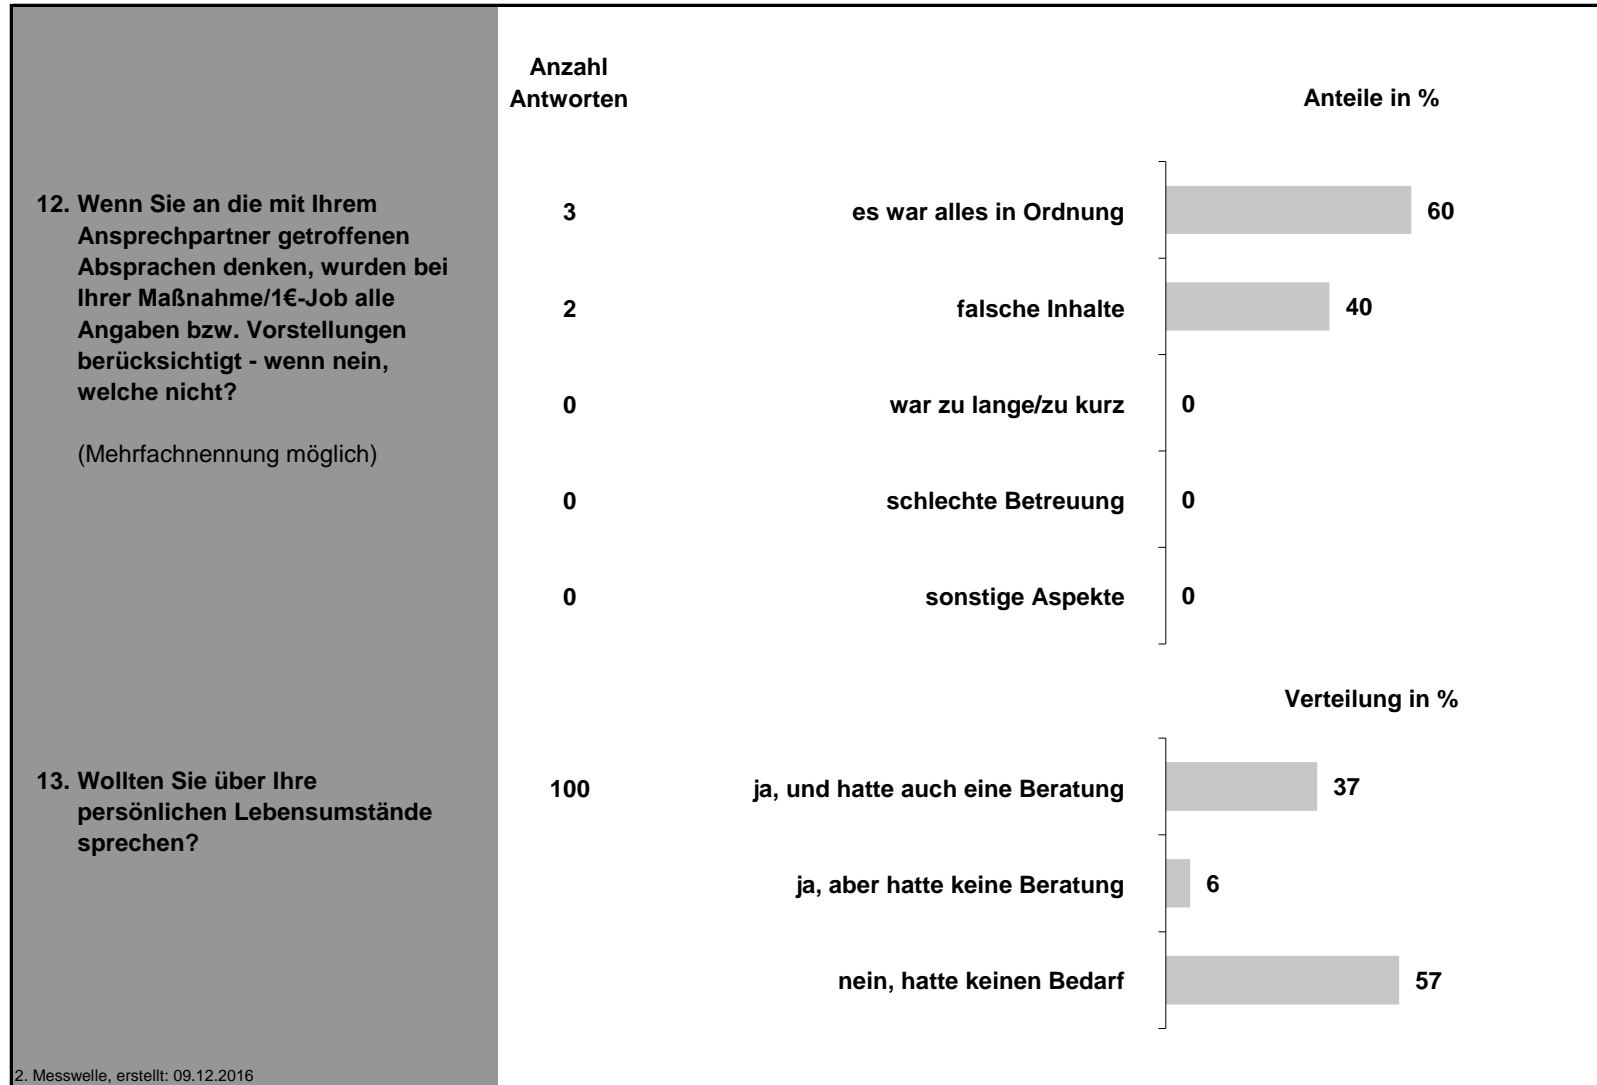 Anzahl
Antworten
Anteile in %
12. Wenn Sie an die mit Ihrem
Ansprechpartner getroffenen
Absprachen denken, wurden bei
Ihrer Maßnahme/1€-Job alle
Angaben bzw. Vorstellungen
berücksichtigt - wenn nein,
welche nicht?
(Mehrfachnennung möglich)
3 es war alles in Ordnung 60
2 falsche Inhalte 40
0 war zu lange/zu kurz 0
0 schlechte Betreuung 0
0 sonstige Aspekte 0
Verteilung in %
13. Wollten Sie über Ihre
persönlichen Lebensumstände
sprechen?
100 ja, und hatte auch eine Beratung 37
ja, aber hatte keine Beratung 6
nein, hatte keinen Bedarf 57
2. Messwelle, erstellt: 09.12.2016